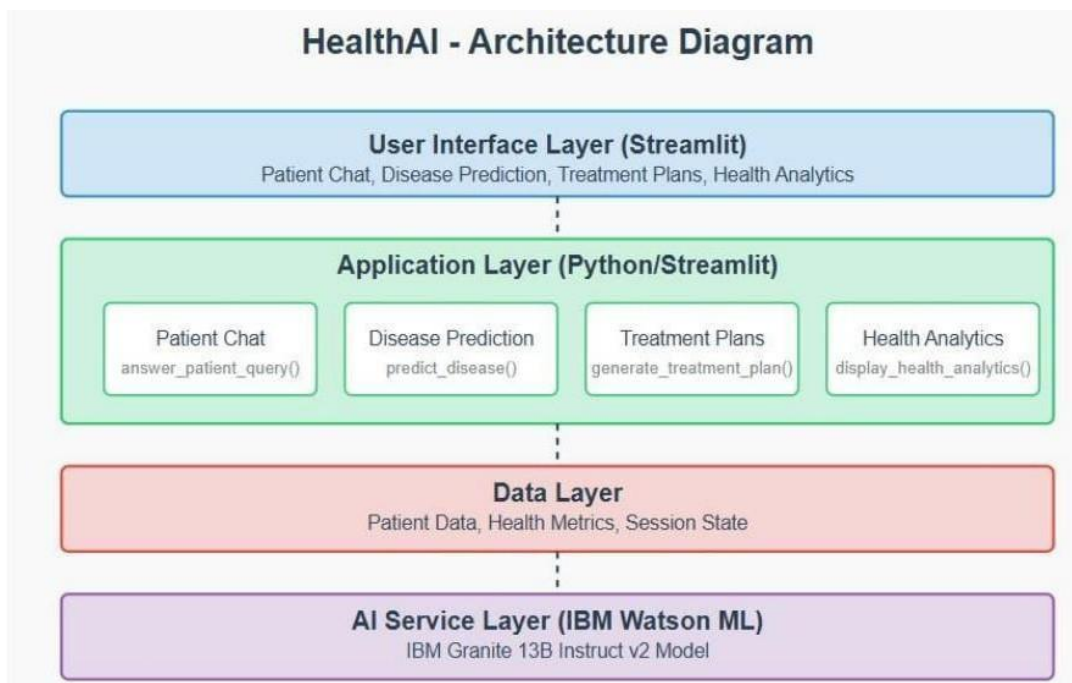 HealthAI - Architecture Diagram
User Interface Layer (Streamlit)
Patient Chat, Disease Prediction, Treatment Plans, Health Analytics
Application Layer (Python/Streamlit)
Patient Chat
answer_patient_query()
Disease Prediction
predict_disease()
Treatment Plans
generate_treatment_plan()
Health Analytics
display_health_analytics()
Data Layer
Patient Data, Health Metrics, Session State
AI Service Layer (IBM Watson ML)
IBM Granite 13B Instruct v2 Model